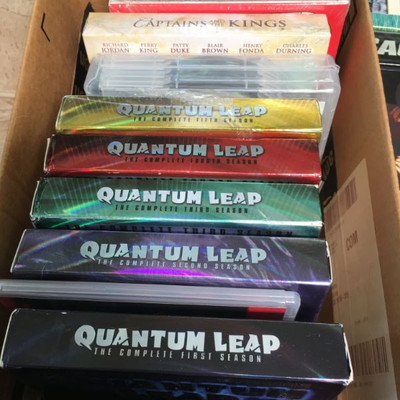 CAPTAINS AND THE KINGS
RICHARD JORDAN
PERRY KING
PATTY DUKE
BLAIR BROWN
HENRY FONDA
CHARLES DURNING
QUANTUM LEAP
THE COMPLETE FIFTH SEASON
QUANTUM LEAP
THE COMPLETE FOURTH SEASON
QUANTUM LEAP
THE COMPLETE THIRD SEASON
QUANTUM LEAP
THE COMPLETE SECOND SEASON
QUANTUM LEAP
THE COMPLETE FIRST SEASON